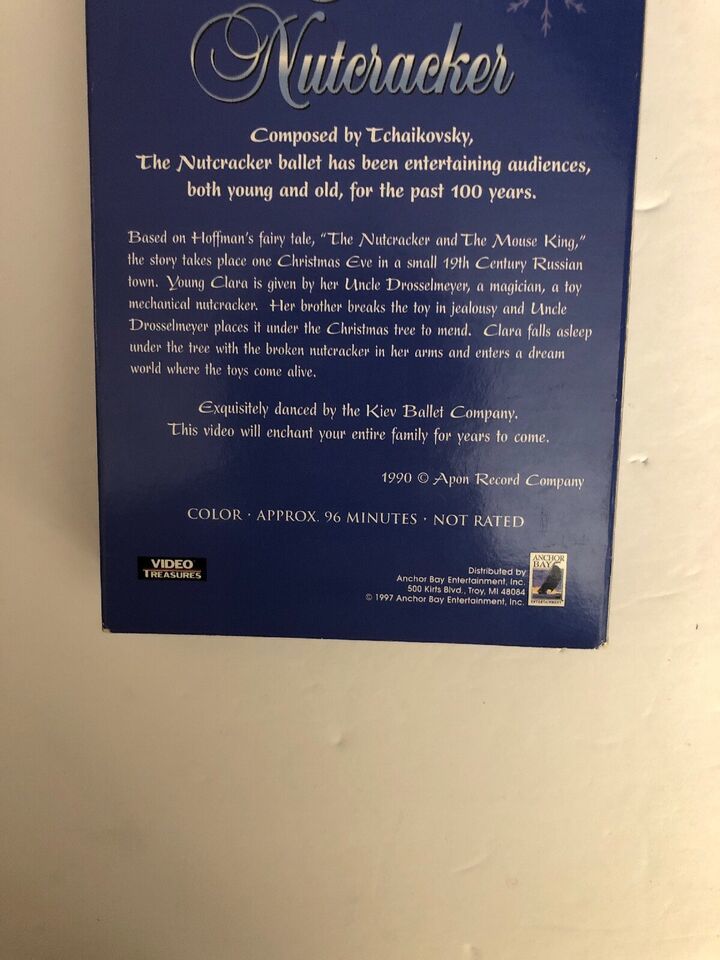 Nutcracker
Composed by Tchaikovsky,
The Nutcracker ballet has been entertaining audiences,
both young and old, for the past 100 years.
Based on Hoffman's fairy tale, "The Nutcracker and The Mouse King,"
the story takes place one Christmas Eve in a small 19th Century Russian
town. Young Clara is given by her Uncle Drosselmeyer, a magician, a toy
mechanical nutcracker. Her brother breaks the toy in jealousy and Uncle
Drosselmeyer places it under the Christmas tree to mend. Clara falls asleep
under the tree with the broken nutcracker in her arms and enters a dream
world where the toys come alive.
Exquisitely danced by the Kiev Ballet Company.
This video will enchant your entire family for years to come.
1990 © Apon Record Company
COLOR · APPROX. 96 MINUTES · NOT RATED
VIDEO
TREASURES
Distributed by
Anchor Bay Entertainment, Inc.
500 Kirts Blvd., Troy, MI 48084
© 1997 Anchor Bay Entertainment, Inc.
ANCHOR
BAY
ENTERTAINMENT